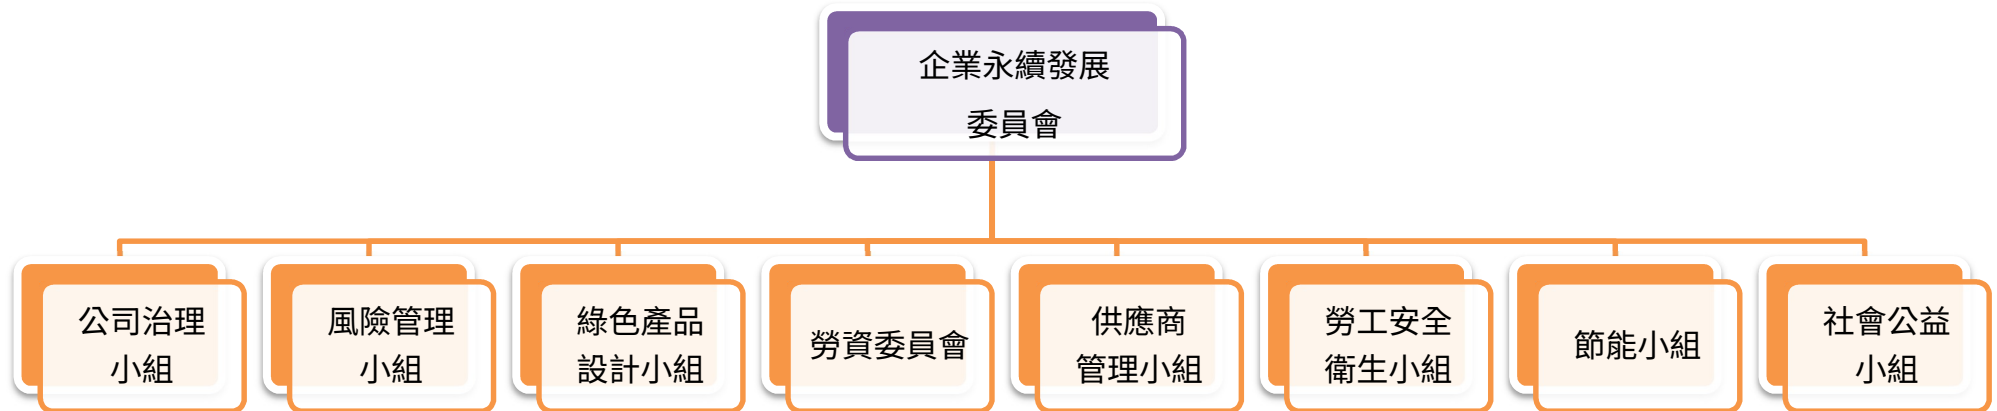 企業永續發展
委員會
公司治理
小組
風險管理
小組
綠色產品
設計小組
勞資委員會
供應商
管理小組
勞工安全
衛生小組
節能小組
社會公益
小組